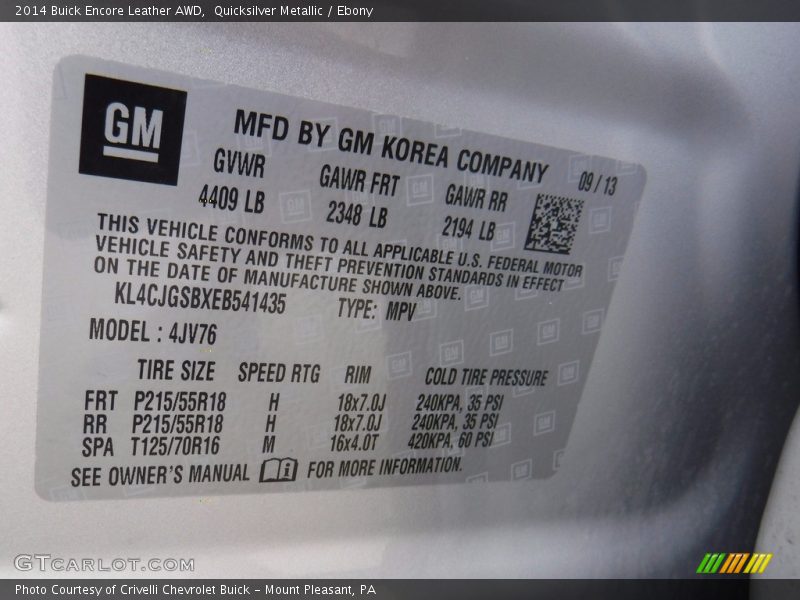 2014 Buick Encore Leather AWD,  Quicksilver Metallic / Ebony
GM
MFD BY GM KOREA COMPANY
09 / 13
GVWR GAWR FRT GAWR RR
4409 LB 2348 LB 2194 LB
THIS VEHICLE CONFORMS TO ALL APPLICABLE U.S. FEDERAL MOTOR
VEHICLE SAFETY AND THEFT PREVENTION STANDARDS IN EFFECT
ON THE DATE OF MANUFACTURE SHOWN ABOVE.
KL4CJGSBXEB541435 TYPE: MPV
MODEL : 4JV76
TIRE SIZE SPEED RTG RIM COLD TIRE PRESSURE
FRT P215/55R18 H 18x7.0J 240KPA, 35 PSI
RR P215/55R18 H 18x7.0J 240KPA, 35 PSI
SPA T125/70R16 M 16x4.0T 420KPA, 60 PSI
SEE OWNER'S MANUAL i FOR MORE INFORMATION.
GTCARLOT.COM
Photo Courtesy of Crivelli Chevrolet Buick – Mount Pleasant, PA